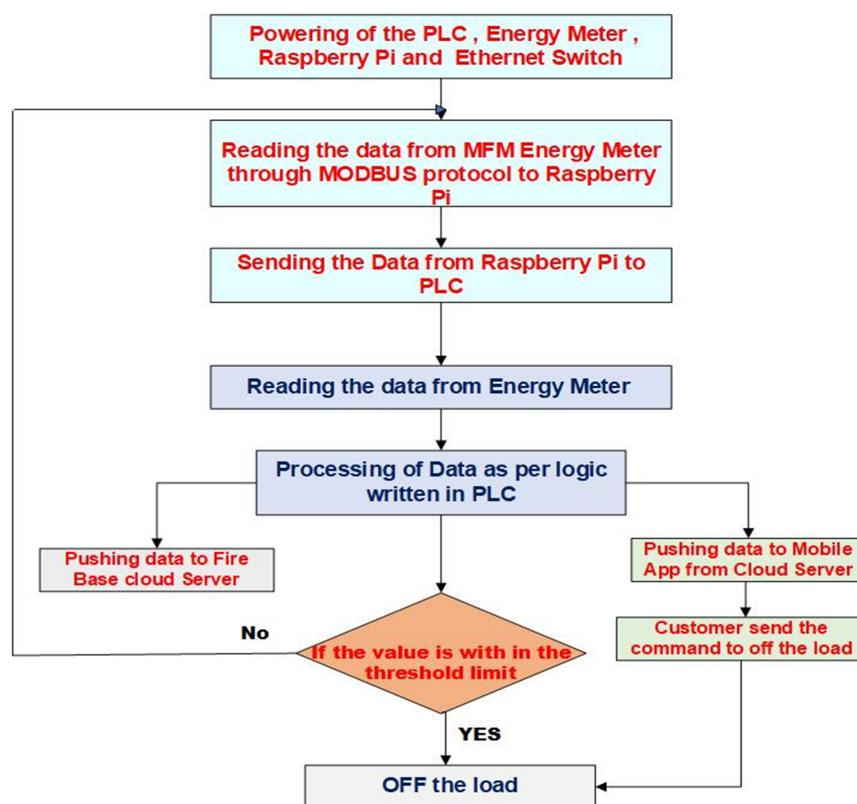 Powering of the PLC , Energy Meter ,
Raspberry Pi and Ethernet Switch
Reading the data from MFM Energy Meter
through MODBUS protocol to Raspberry
Pi
Sending the Data from Raspberry Pi to
PLC
Reading the data from Energy Meter
Processing of Data as per logic
written in PLC
Pushing data to Fire
Base cloud Server
Pushing data to Mobile
App from Cloud Server
Customer send the
command to off the load
No
If the value is with in the
threshold limit
YES
OFF the load